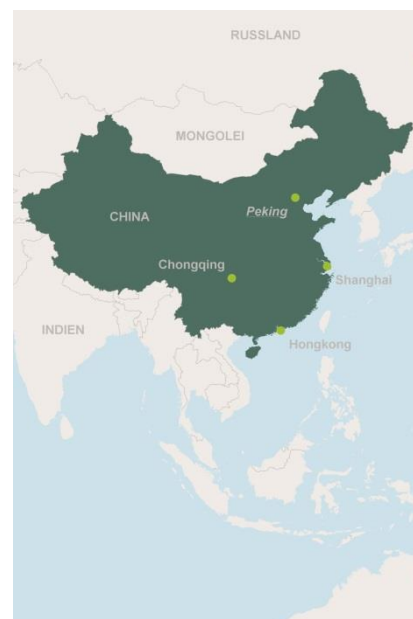 RUSSLAND
MONGOLEI
Peking
CHINA
Chongqing
Shanghai
INDIEN
Hongkong